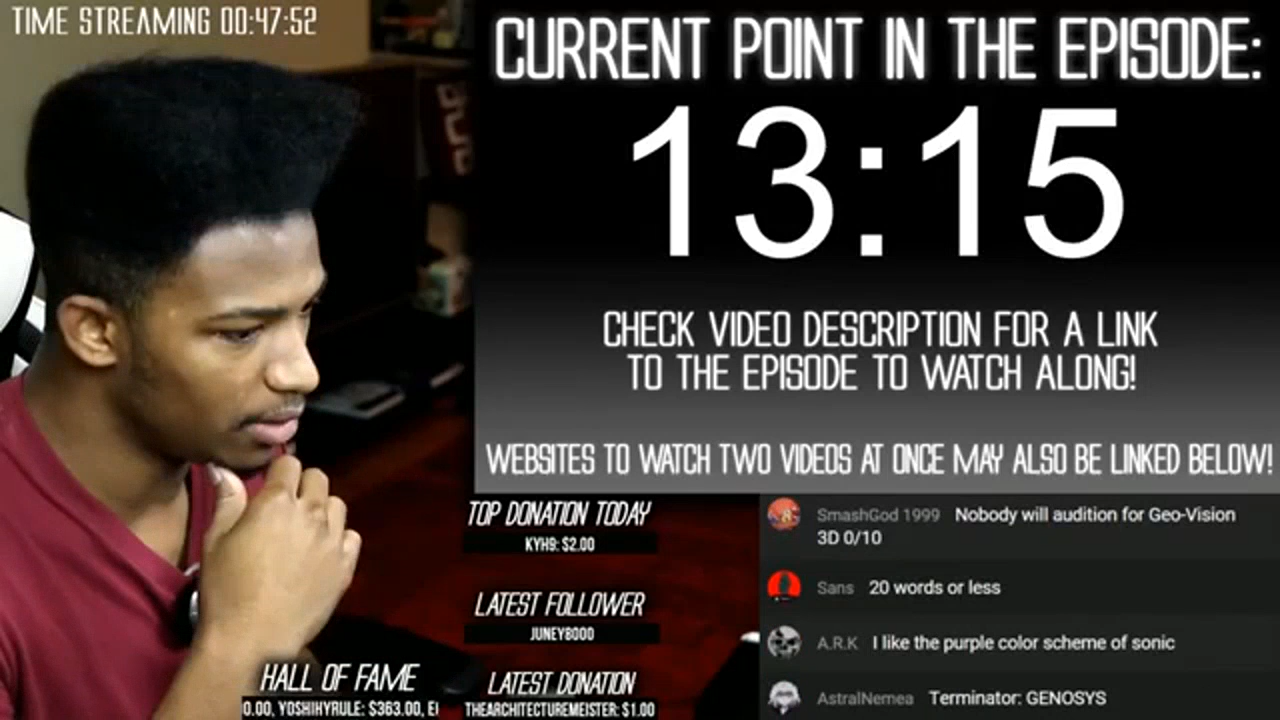 TIME STREAMING 00:47:52
CURRENT POINT IN THE EPISODE:
13:15
CHECK VIDEO DESCRIPTION FOR A LINK
TO THE EPISODE TO WATCH ALONG!
WEBSITES TO WATCH TWO VIDEOS AT ONCE MAY ALSO BE LINKED BELOW!
TOP DONATION TODAY
KYH9: $2.00
LATEST FOLLOWER
JUNEY8000
HALL OF FAME
0.00, YOSHIHYRULE: $363.00, E
LATEST DONATION
THEARCHITECTUREMEISTER: $1.00
SmashGod 1999 Nobody will audition for Geo-Vision
3D 0/10
Sans 20 words or less
A.R.K I like the purple color scheme of sonic
AstralNemea Terminator: GENOSYS